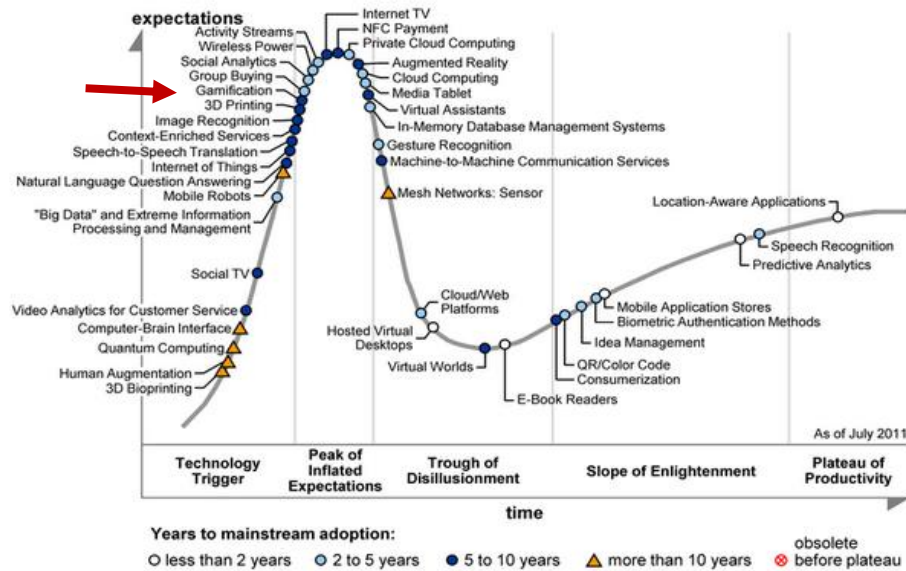 expectations
Activity Streams
Wireless Power
Social Analytics
Group Buying
Gamification
3D Printing
Image Recognition
Context-Enriched Services
Speech-to-Speech Translation
Internet of Things
Natural Language Question Answering
Mobile Robots
"Big Data" and Extreme Information
Processing and Management
Social TV
Video Analytics for Customer Service
Computer-Brain Interface
Quantum Computing
Human Augmentation
3D Bioprinting
Internet TV
NFC Payment
Private Cloud Computing
Augmented Reality
Cloud Computing
Media Tablet
Virtual Assistants
In-Memory Database Management Systems
Gesture Recognition
Machine-to-Machine Communication Services
Mesh Networks: Sensor
Cloud/Web
Platforms
Hosted Virtual
Desktops
Virtual Worlds
E-Book Readers
Location-Aware Applications
Speech Recognition
Predictive Analytics
Mobile Application Stores
Biometric Authentication Methods
Idea Management
QR/Color Code
Consumerization
As of July 2011
Technology
Trigger
Peak of
Inflated
Expectations
Trough of
Disillusionment
Slope of Enlightenment
Plateau of
Productivity
time
Years to mainstream adoption:
less than 2 years
2 to 5 years
5 to 10 years
more than 10 years
obsolete
before plateau